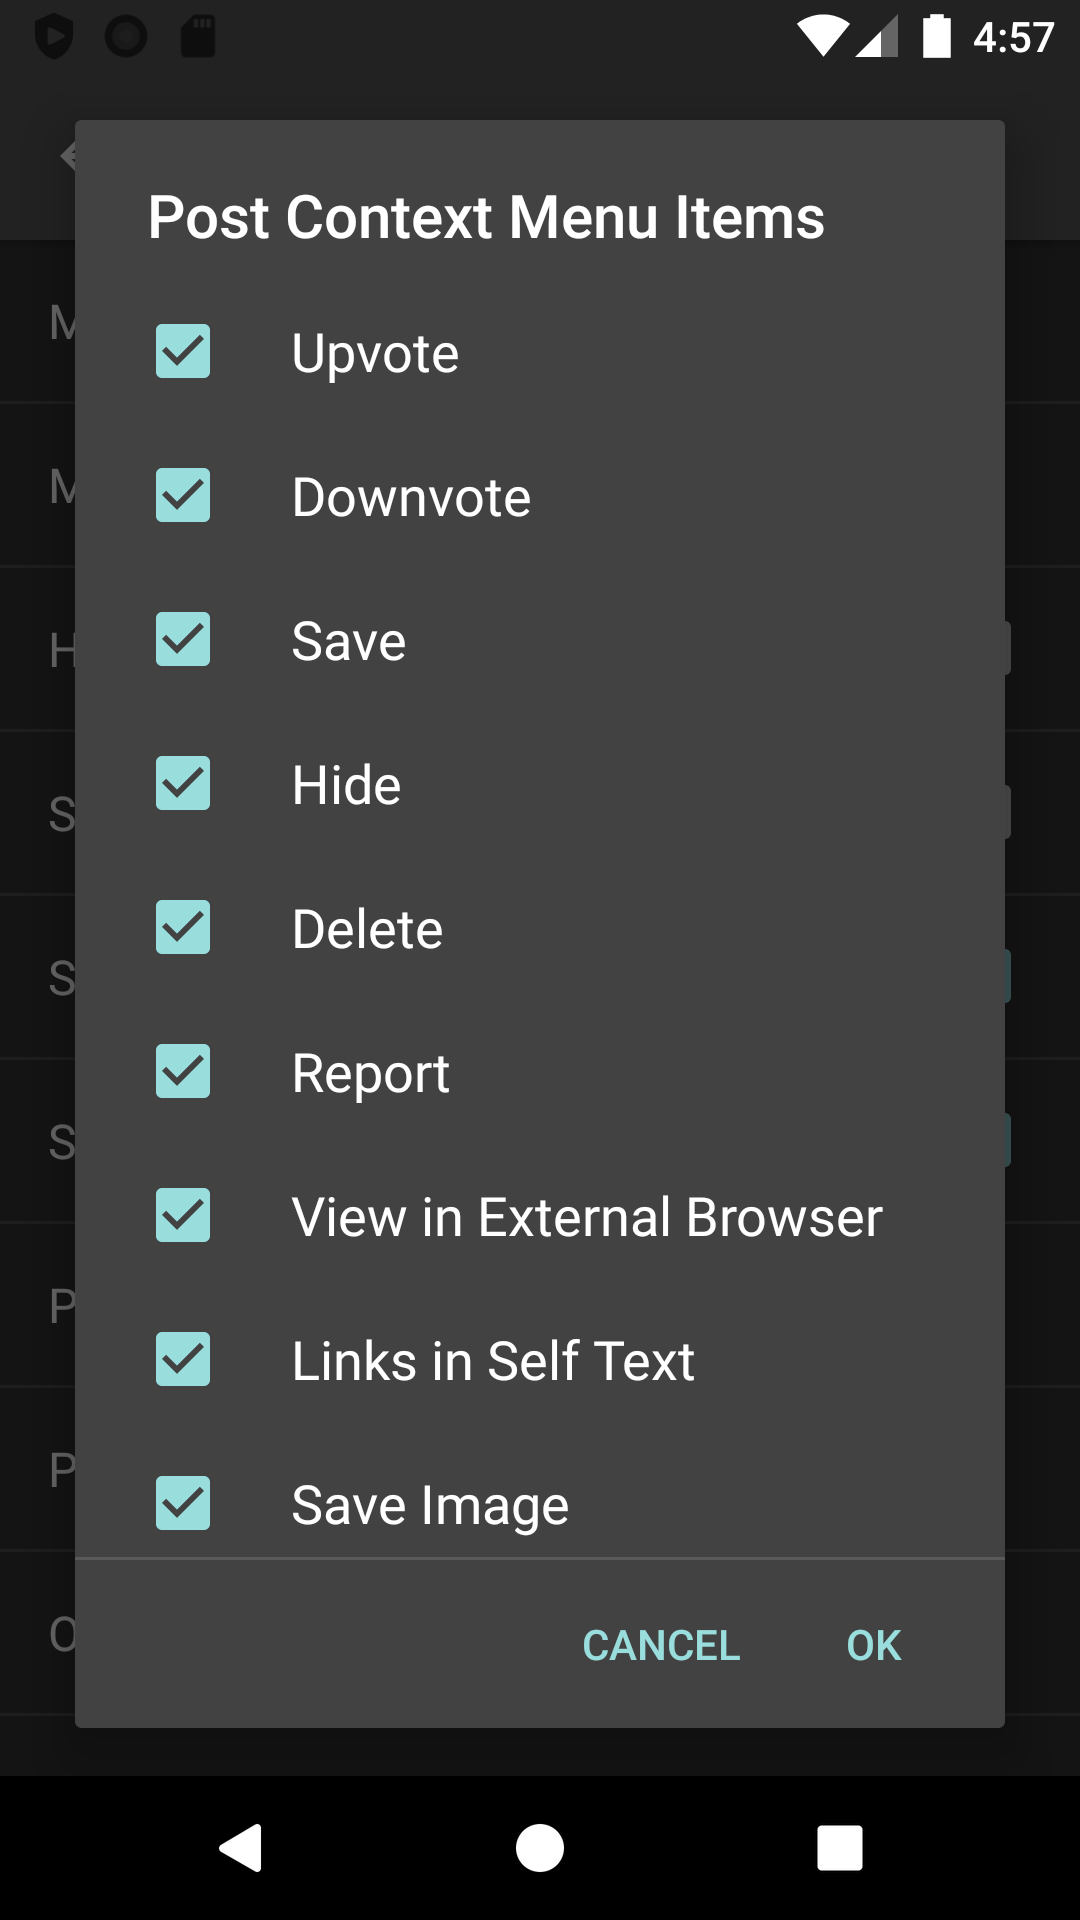 4:57
Post Context Menu Items
Upvote
Downvote
Save
Hide
Delete
Report
View in External Browser
Links in Self Text
Save Image
CANCEL OK